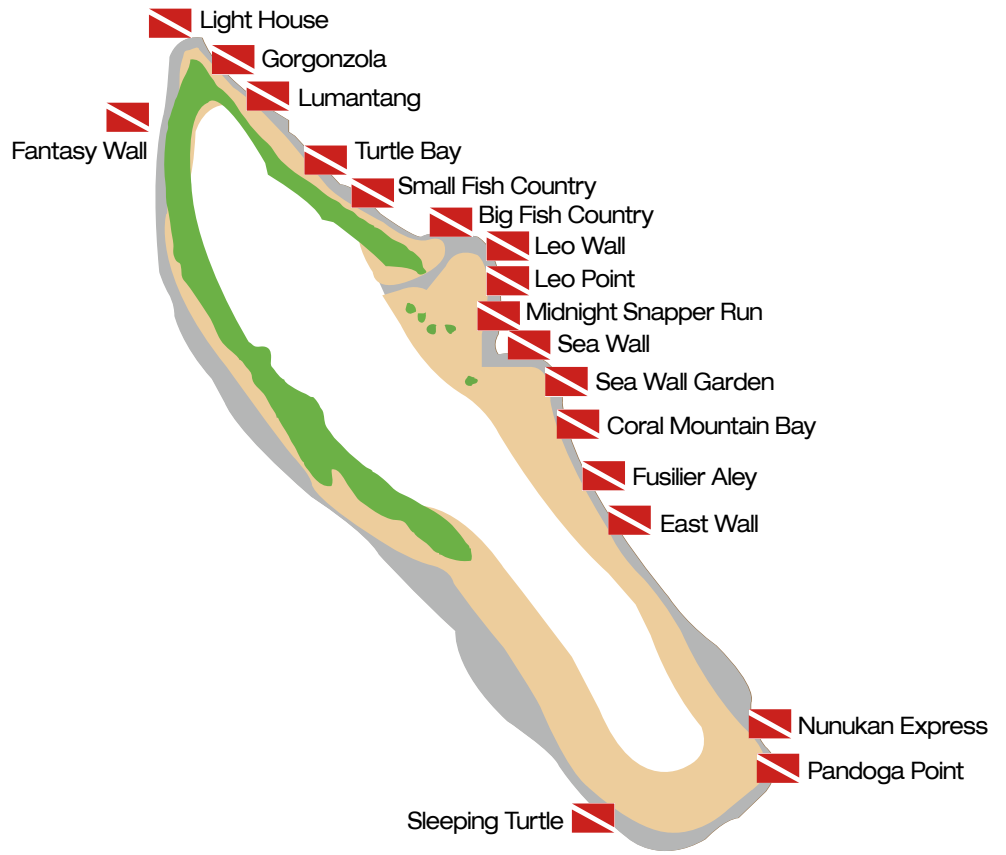 Light House
Gorgonzola
Lumantang
Fantasy Wall
Turtle Bay
Small Fish Country
Big Fish Country
Leo Wall
Leo Point
Midnight Snapper Run
Sea Wall
Sea Wall Garden
Coral Mountain Bay
Fusilier Aley
East Wall
Nunukan Express
Pandoga Point
Sleeping Turtle